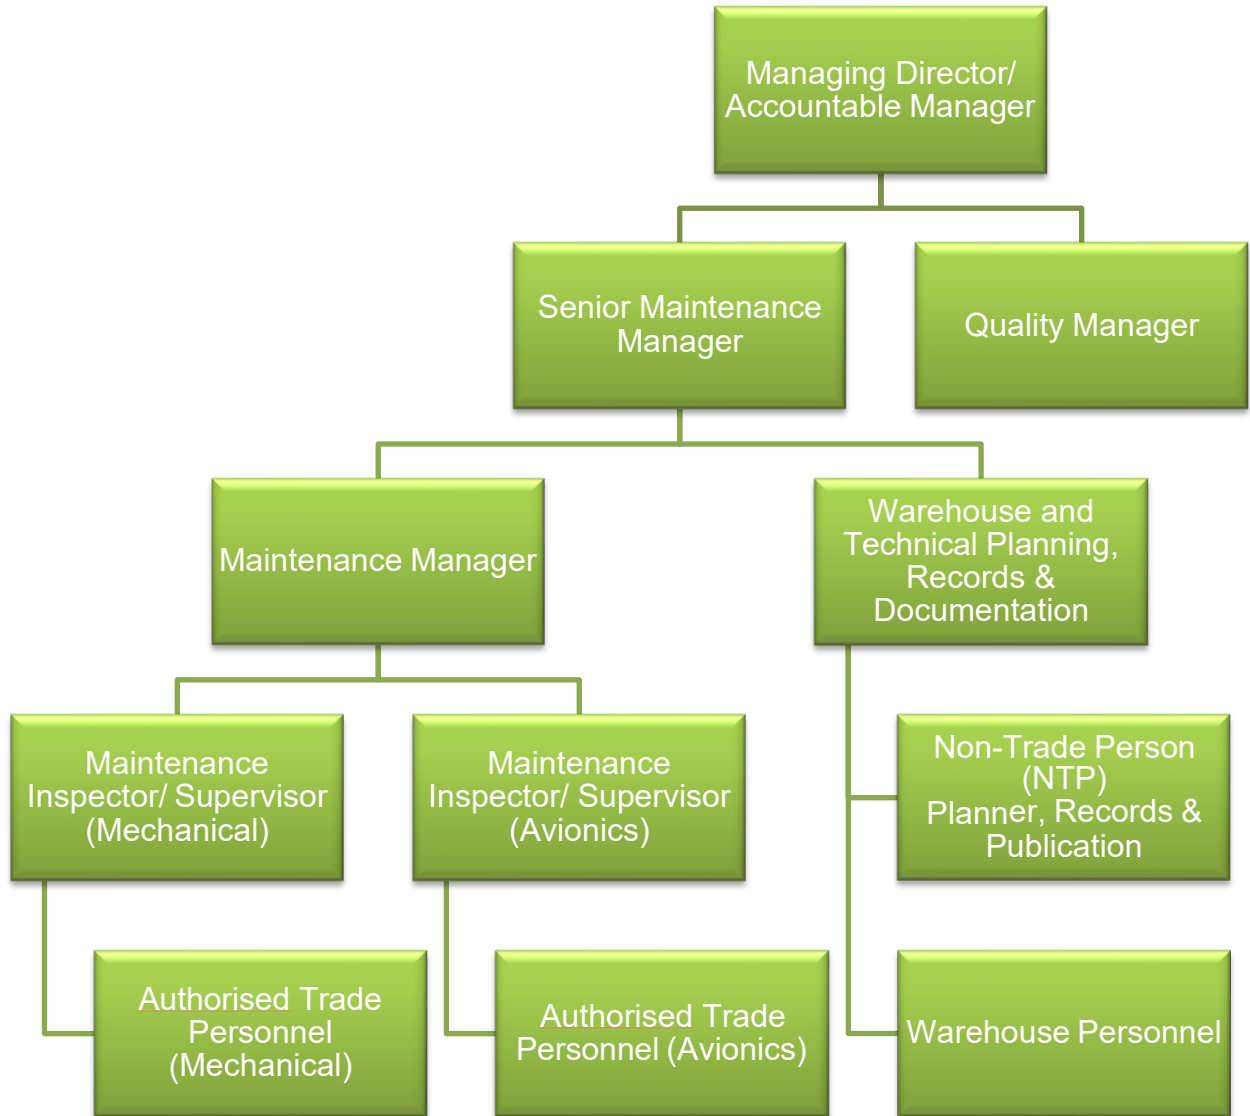 Managing Director/
Accountable Manager
Senior Maintenance
Manager
Quality Manager
Maintenance Manager
Warehouse and
Technical Planning,
Records &
Documentation
Maintenance
Inspector/ Supervisor
(Mechanical)
Maintenance
Inspector/ Supervisor
(Avionics)
Non-Trade Person
(NTP)
Planner, Records &
Publication
Authorised Trade
Personnel
(Mechanical)
Authorised Trade
Personnel (Avionics)
Warehouse Personnel